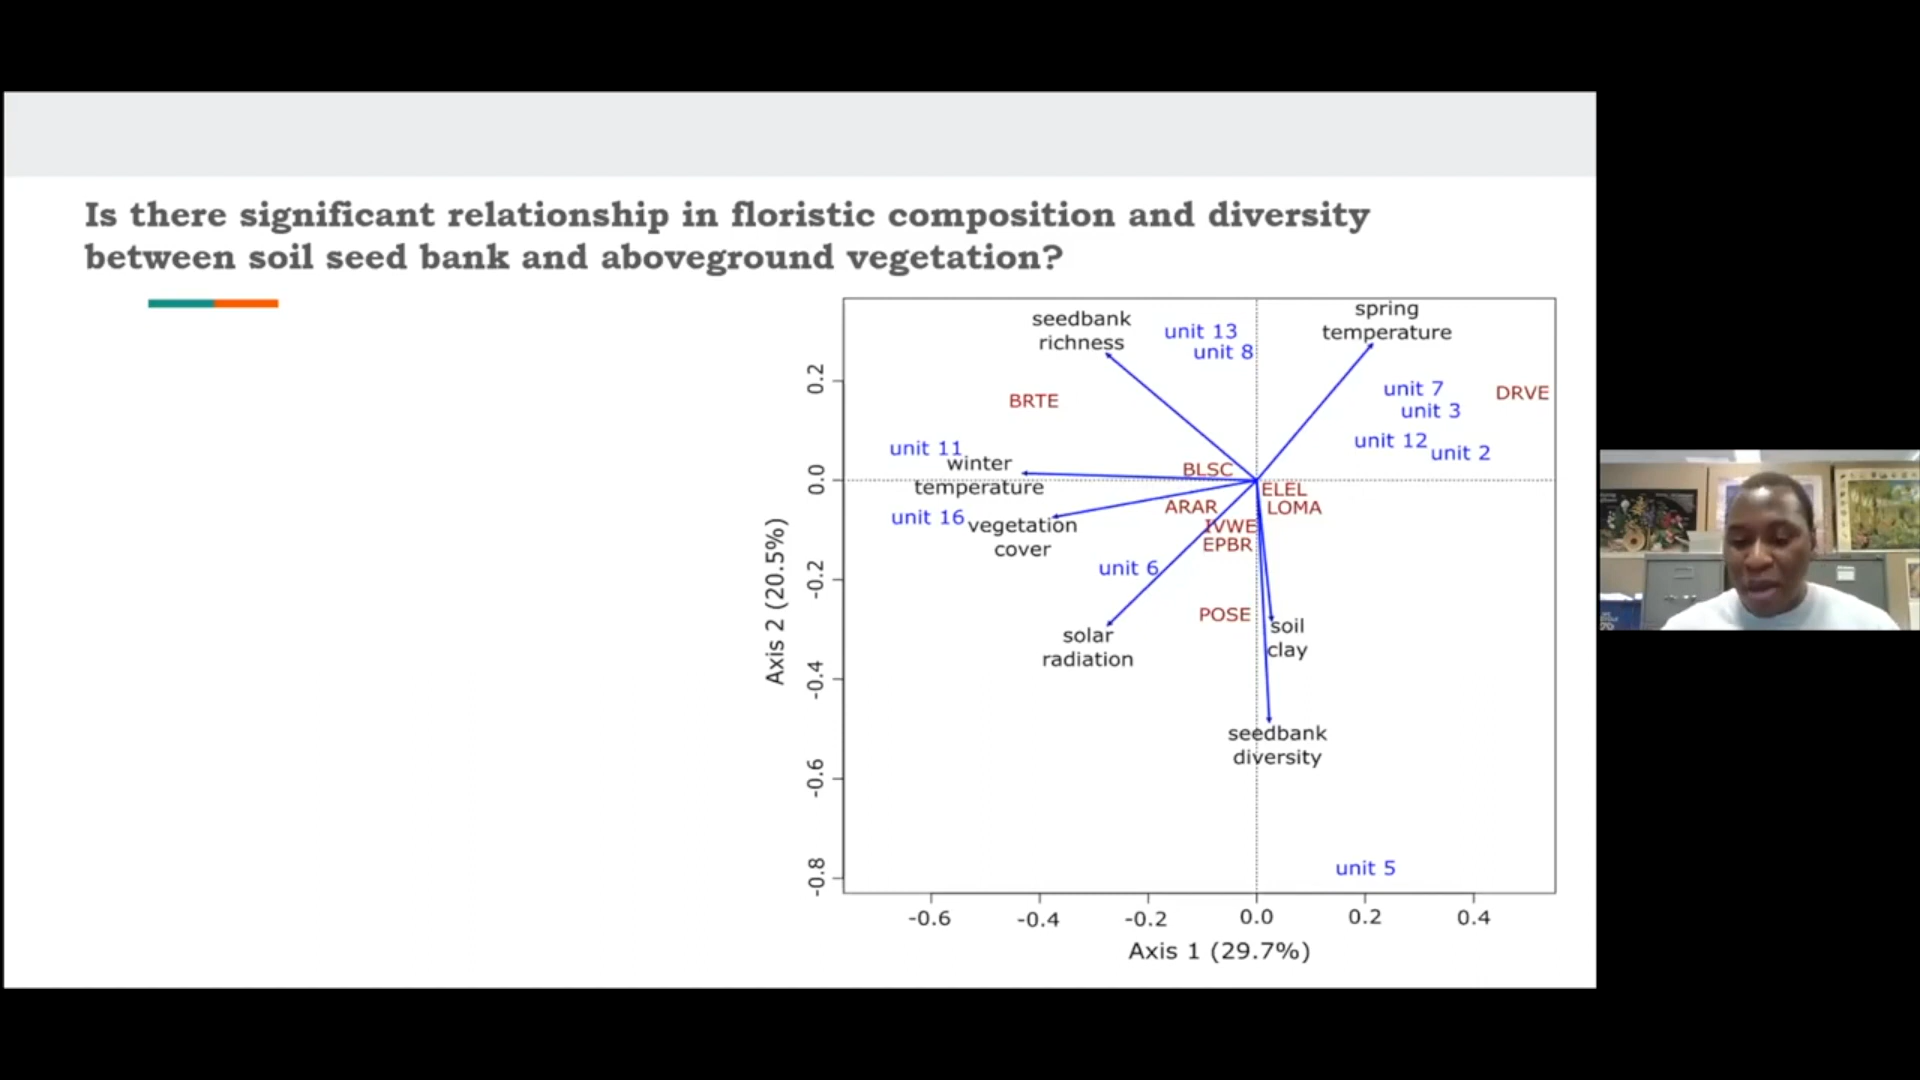 Is there significant relationship in floristic composition and diversity
between soil seed bank and aboveground vegetation?
seedbank
richness
unit 13
unit 8
spring
temperature
unit 7
unit 3
DRVE
BRTE
unit 12
unit 2
unit 11
winter
temperature
BLSC
ELEL
LOMA
ARAR
IVWE
EPBR
unit 16
vegetation
cover
unit 6
POSE
soil
clay
solar
radiation
seedbank
diversity
unit 5
0.2
0.0
-0.2
-0.4
-0.6
-0.8
Axis 2 (20.5%)
-0.6
-0.4
-0.2
0.0
0.2
0.4
Axis 1 (29.7%)